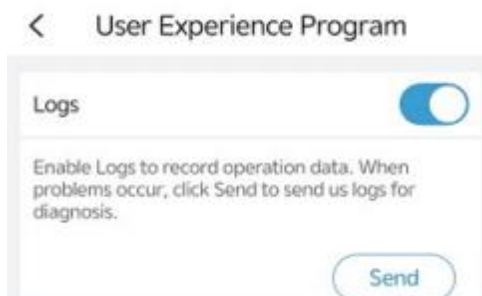 User Experience Program
Logs
Enable Logs to record operation data. When
problems occur, click Send to send us logs for
diagnosis.
Send